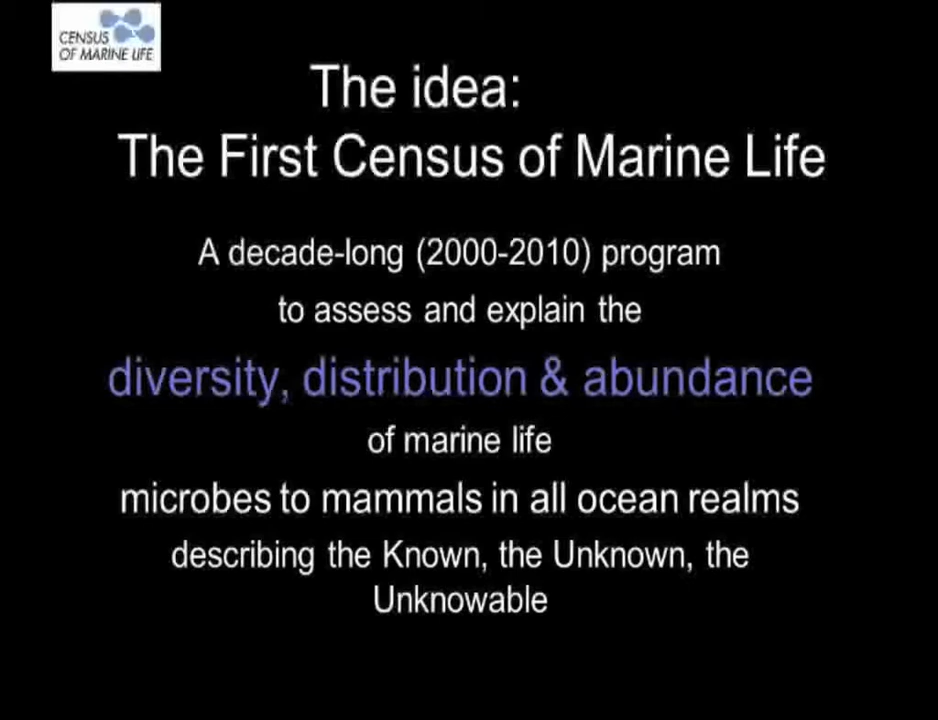 CENSUS
OF MARINE LIFE
The idea:
The First Census of Marine Life
A decade-long (2000-2010) program
to assess and explain the
diversity, distribution & abundance
of marine life
microbes to mammals in all ocean realms
describing the Known, the Unknown, the
Unknowable